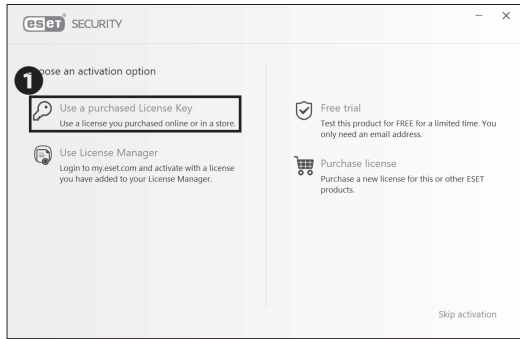 eset SECURITY
1
oose an activation option
Use a purchased License Key
Use a license you purchased online or in a store.
Use License Manager
Login to my.eset.com and activate with a license
you have added to your License Manager.
Free trial
Test this product for FREE for a limited time. You
only need an email address.
Purchase license
Purchase a new license for this or other ESET
products.
Skip activation